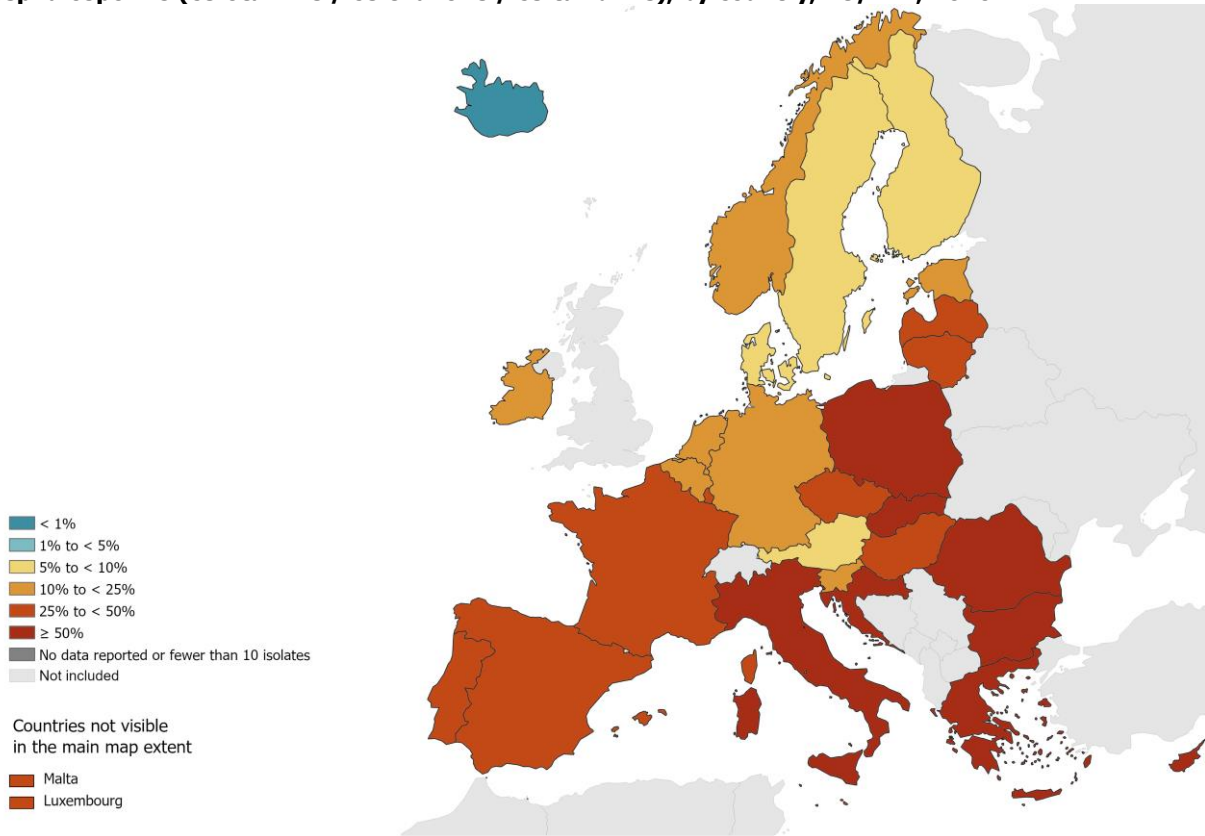 < 1%
1% to < 5%
5% to < 10%
10% to < 25%
25% to < 50%
≥ 50%
No data reported or fewer than 10 isolates
Not included
Countries not visible
in the main map extent
Malta
Luxembourg